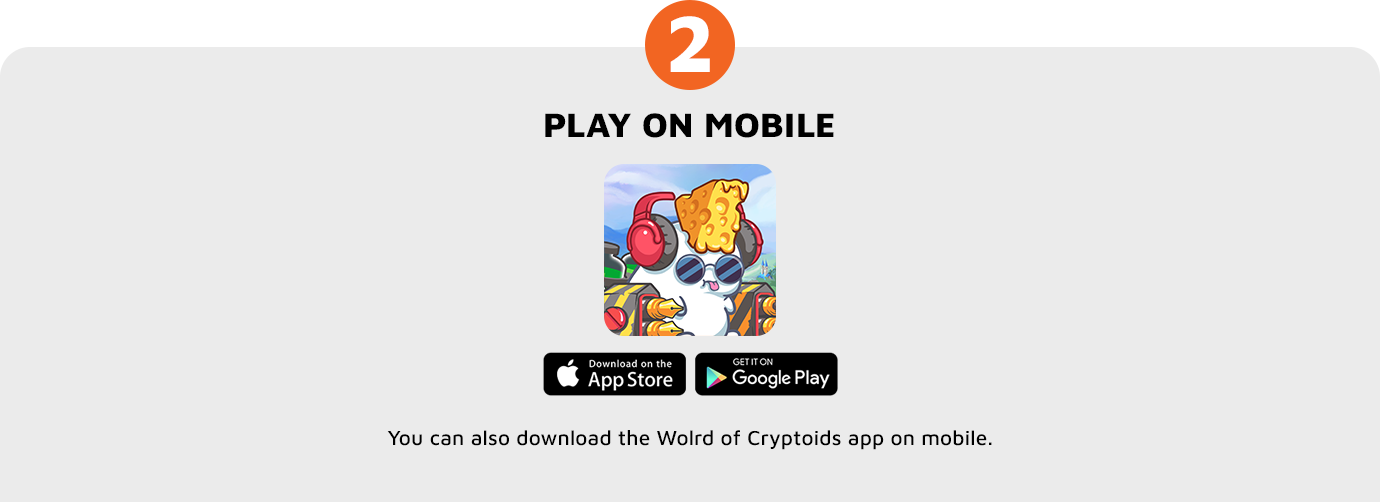 2
PLAY ON MOBILE
Download on the
App Store
GET IT ON
Google Play
You can also download the Wolrd of Cryptoids app on mobile.